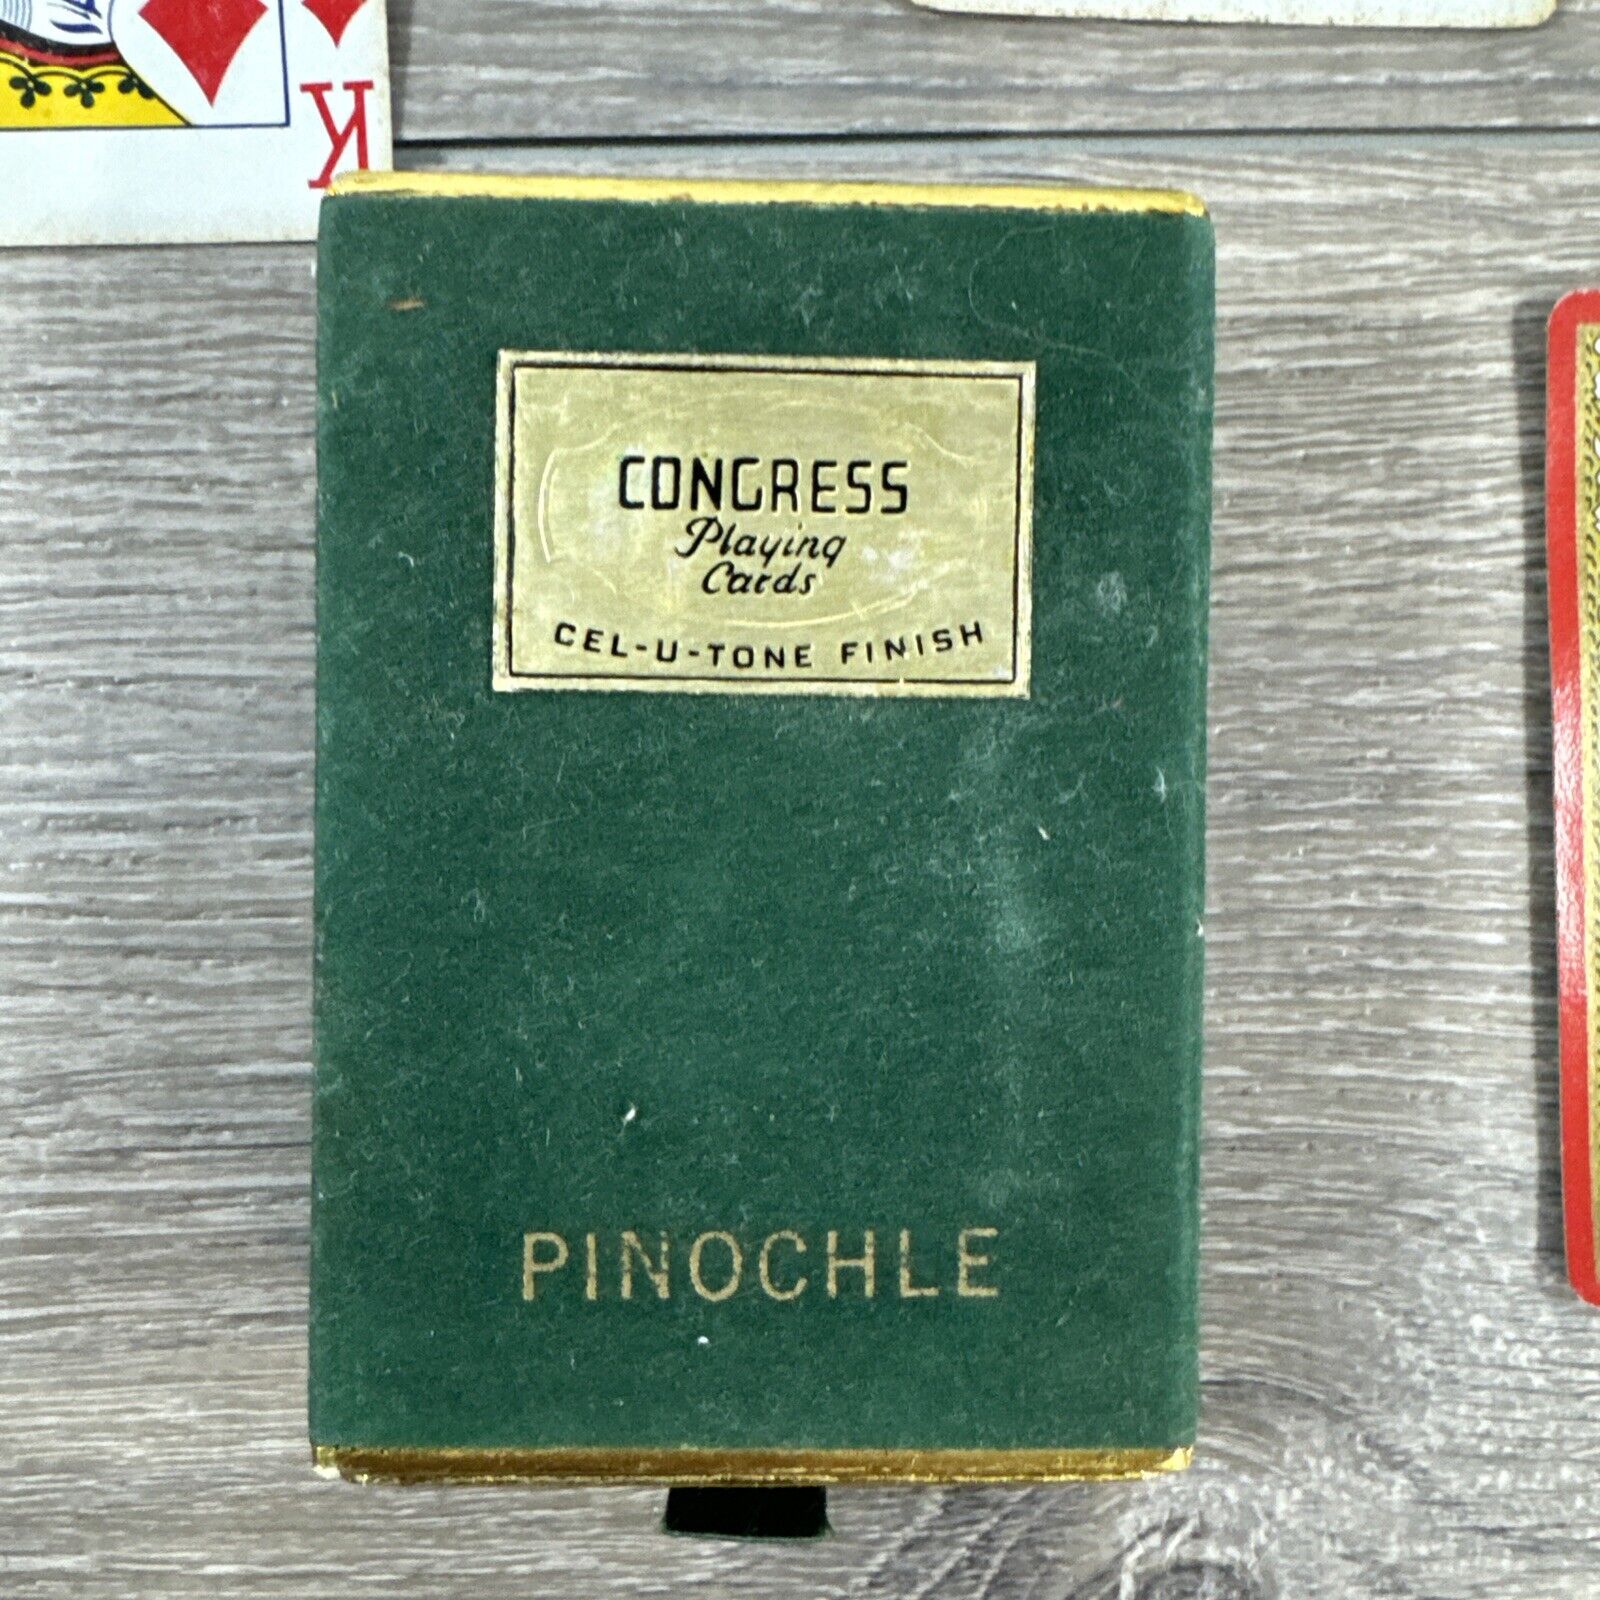 K
CONGRESS
Playing
Cards
CEL-U-TONE FINISH
PINOCHLE